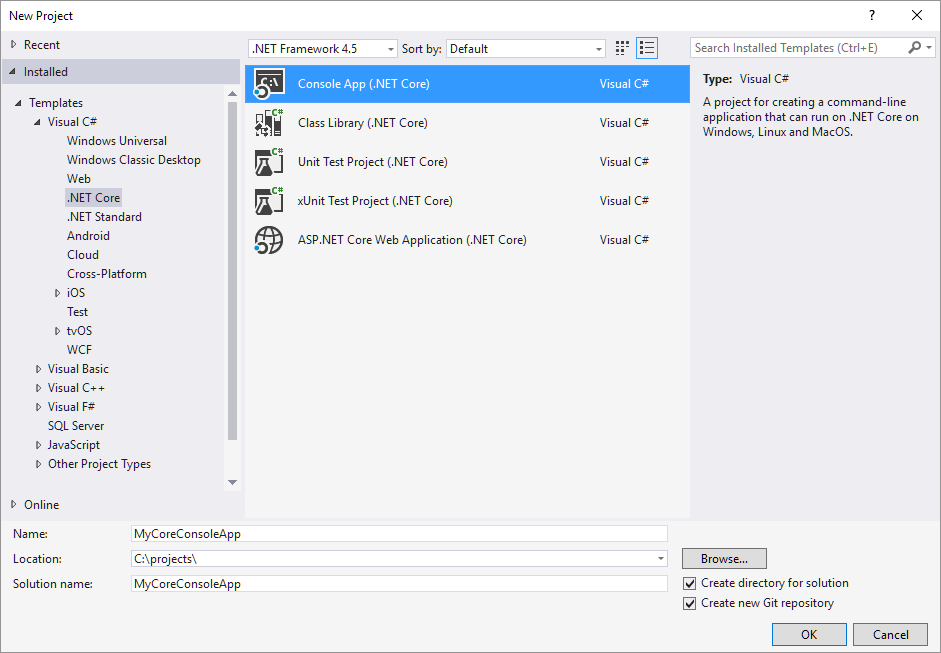 New Project
?
Recent
.NET Framework 4.5 Sort by: Default
Search Installed Templates (Ctrl+E)
Installed
Templates
Visual C#
Windows Universal
Windows Classic Desktop
Web
.NET Core
.NET Standard
Android
Cloud
Cross-Platform
iOS
Test
tvOS
WCF
Visual Basic
Visual C++
Visual F#
SQL Server
JavaScript
Other Project Types
Online
Console App (.NET Core) Visual C#
C#
Class Library (.NET Core) Visual C#
C#
Unit Test Project (.NET Core) Visual C#
C#
xUnit Test Project (.NET Core) Visual C#
ASP.NET Core Web Application (.NET Core) Visual C#
Type: Visual C#
A project for creating a command-line
application that can run on .NET Core on
Windows, Linux and MacOS.
Name: MyCoreConsoleApp
Location: C:\projects\
Browse...
Solution name: MyCoreConsoleApp
Create directory for solution
Create new Git repository
OK Cancel